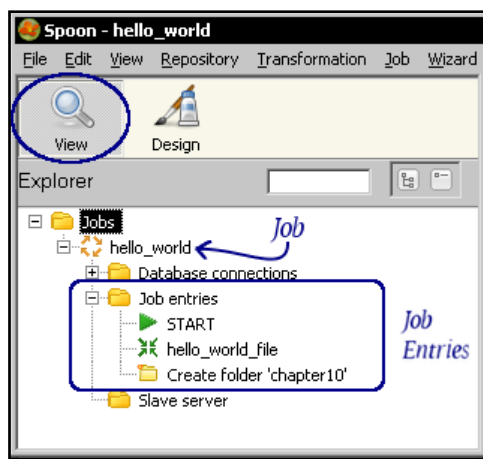 Spoon - hello_world
File Edit View Repository Transformation Job Wizard
View Design
Explorer
Jobs
Job
hello_world
Database connections
Job entries
START
Job
hello_world_file
Entries
Create folder 'chapter10'
Slave server